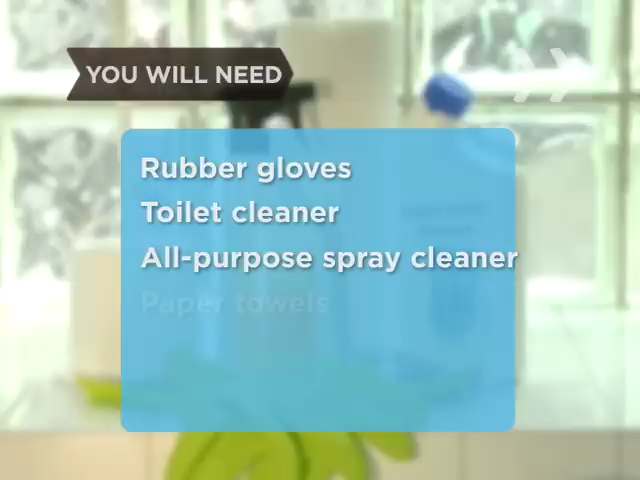 YOU WILL NEED
Rubber gloves
Toilet cleaner
All-purpose spray cleaner
Paper towels